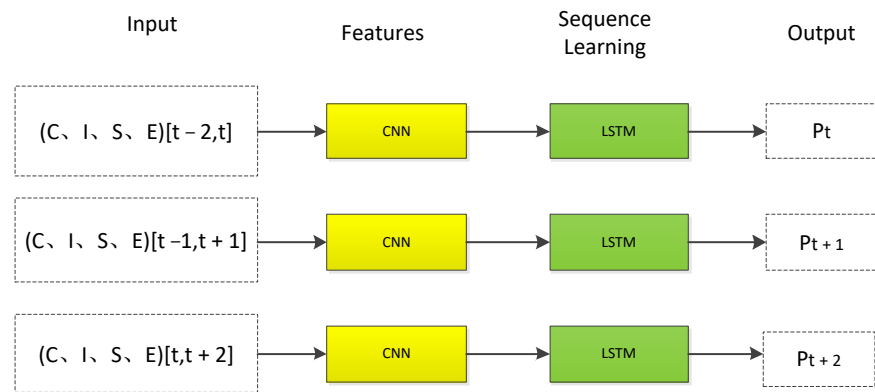 Input
Features
Sequence
Learning
Output
(C、I、S、E)[t – 2,t]
CNN
LSTM
Pt
(C、I、S、E)[t –1,t + 1]
CNN
LSTM
Pt + 1
(C、I、S、E)[t,t + 2]
CNN
LSTM
Pt + 2